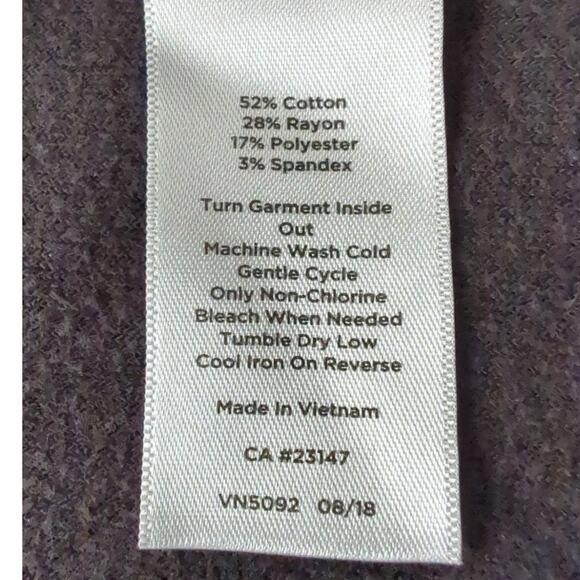 52% Cotton
28% Rayon
17% Polyester
3% Spandex
Turn Garment Inside
Out
Machine Wash Cold
Gentle Cycle
Only Non-Chlorine
Bleach When Needed
Tumble Dry Low
Cool Iron On Reverse
Made In Vietnam
CA #23147
VN5092 08/18